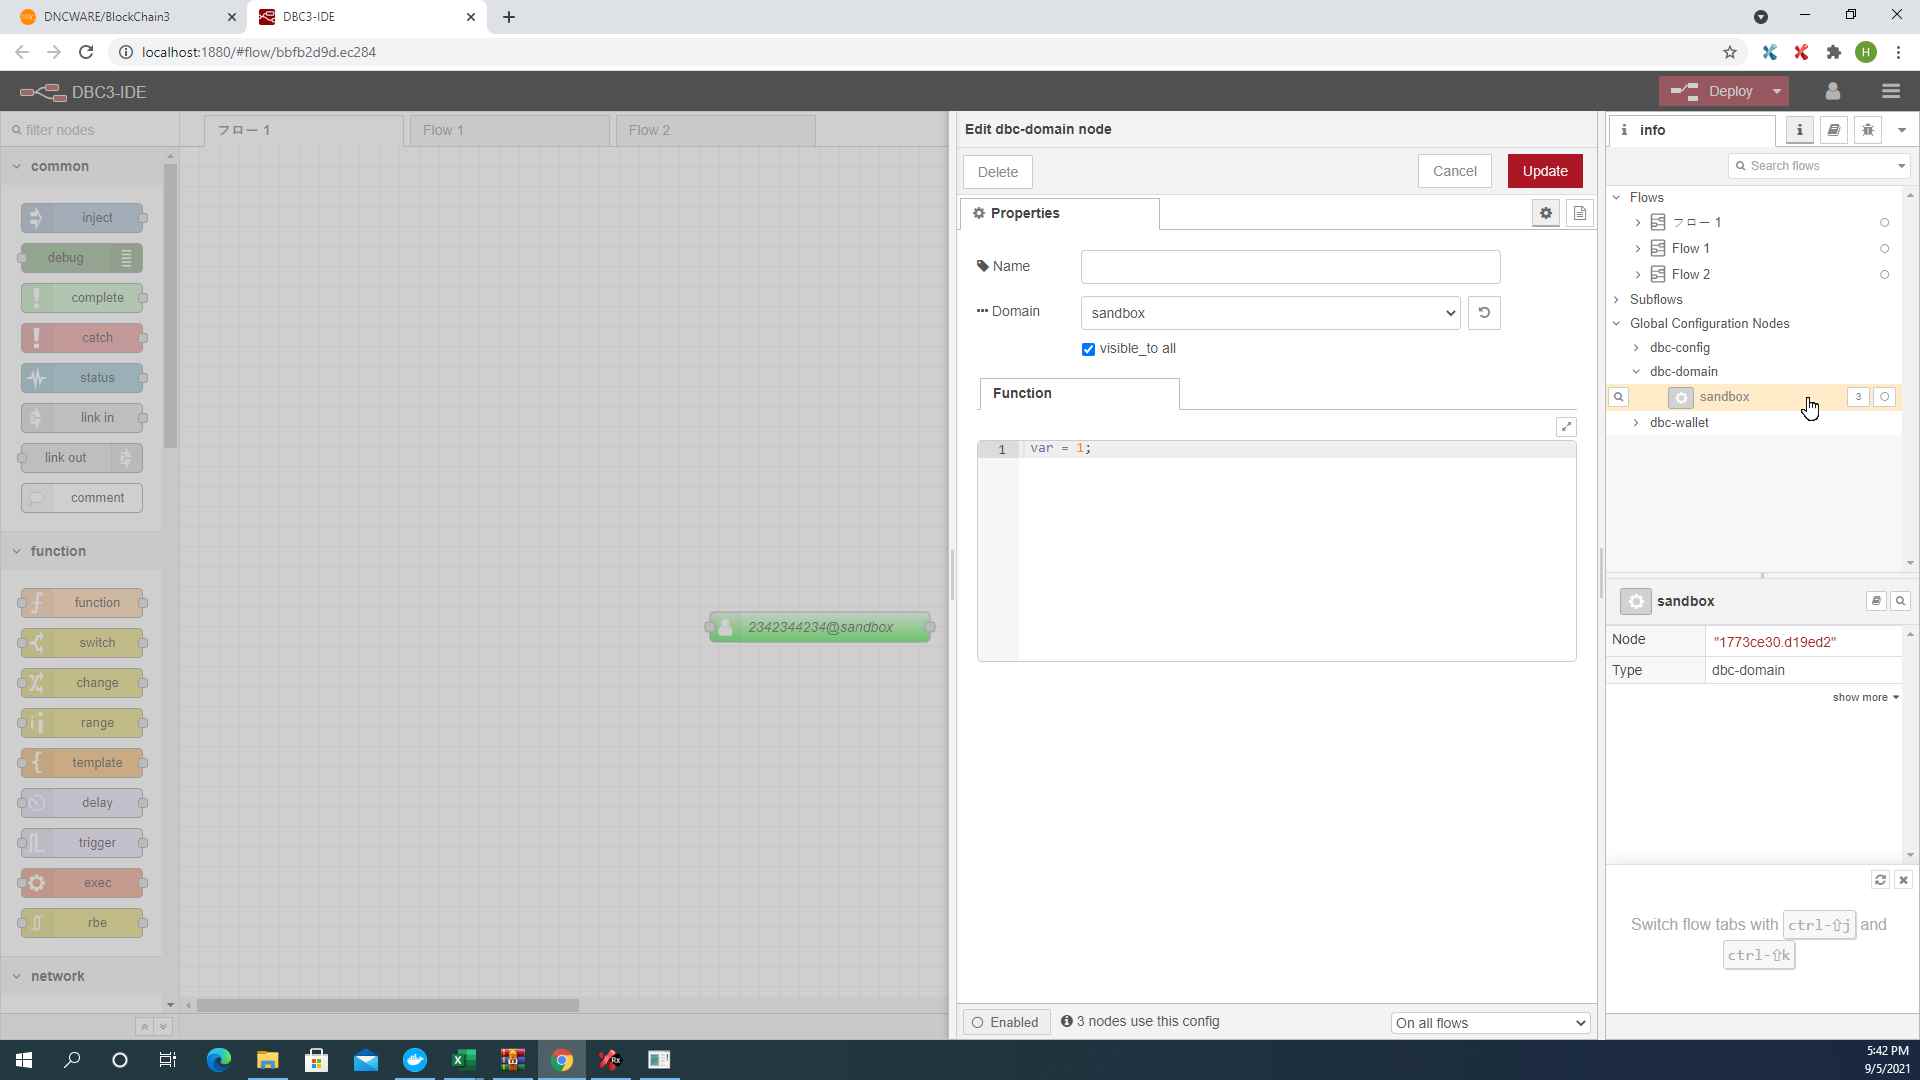 DNCWARE/BlockChain3
DBC3-IDE
localhost:1880/#flow/bbfb2d9d.ec284
H
DBC3-IDE
Deploy
filter nodes
フロー 1
Flow 1
Flow 2
common
inject
debug
complete
catch
status
link in
link out
comment
function
function
switch
change
range
template
delay
trigger
exec
rbe
network
2342344234@sandbox
Edit dbc-domain node
Delete
Cancel
Update
Properties
Name
Domain
sandbox
visible_to all
Function
1
var = 1;
Enabled
3 nodes use this config
On all flows
info
Search flows
Flows
フロー 1
Flow 1
Flow 2
Subflows
Global Configuration Nodes
dbc-config
dbc-domain
sandbox
3
dbc-wallet
sandbox
Node
"1773ce30.d19ed2"
Type
dbc-domain
show more
Switch flow tabs with ctrl-⇧j and
ctrl-⇧k
5:42 PM
9/5/2021